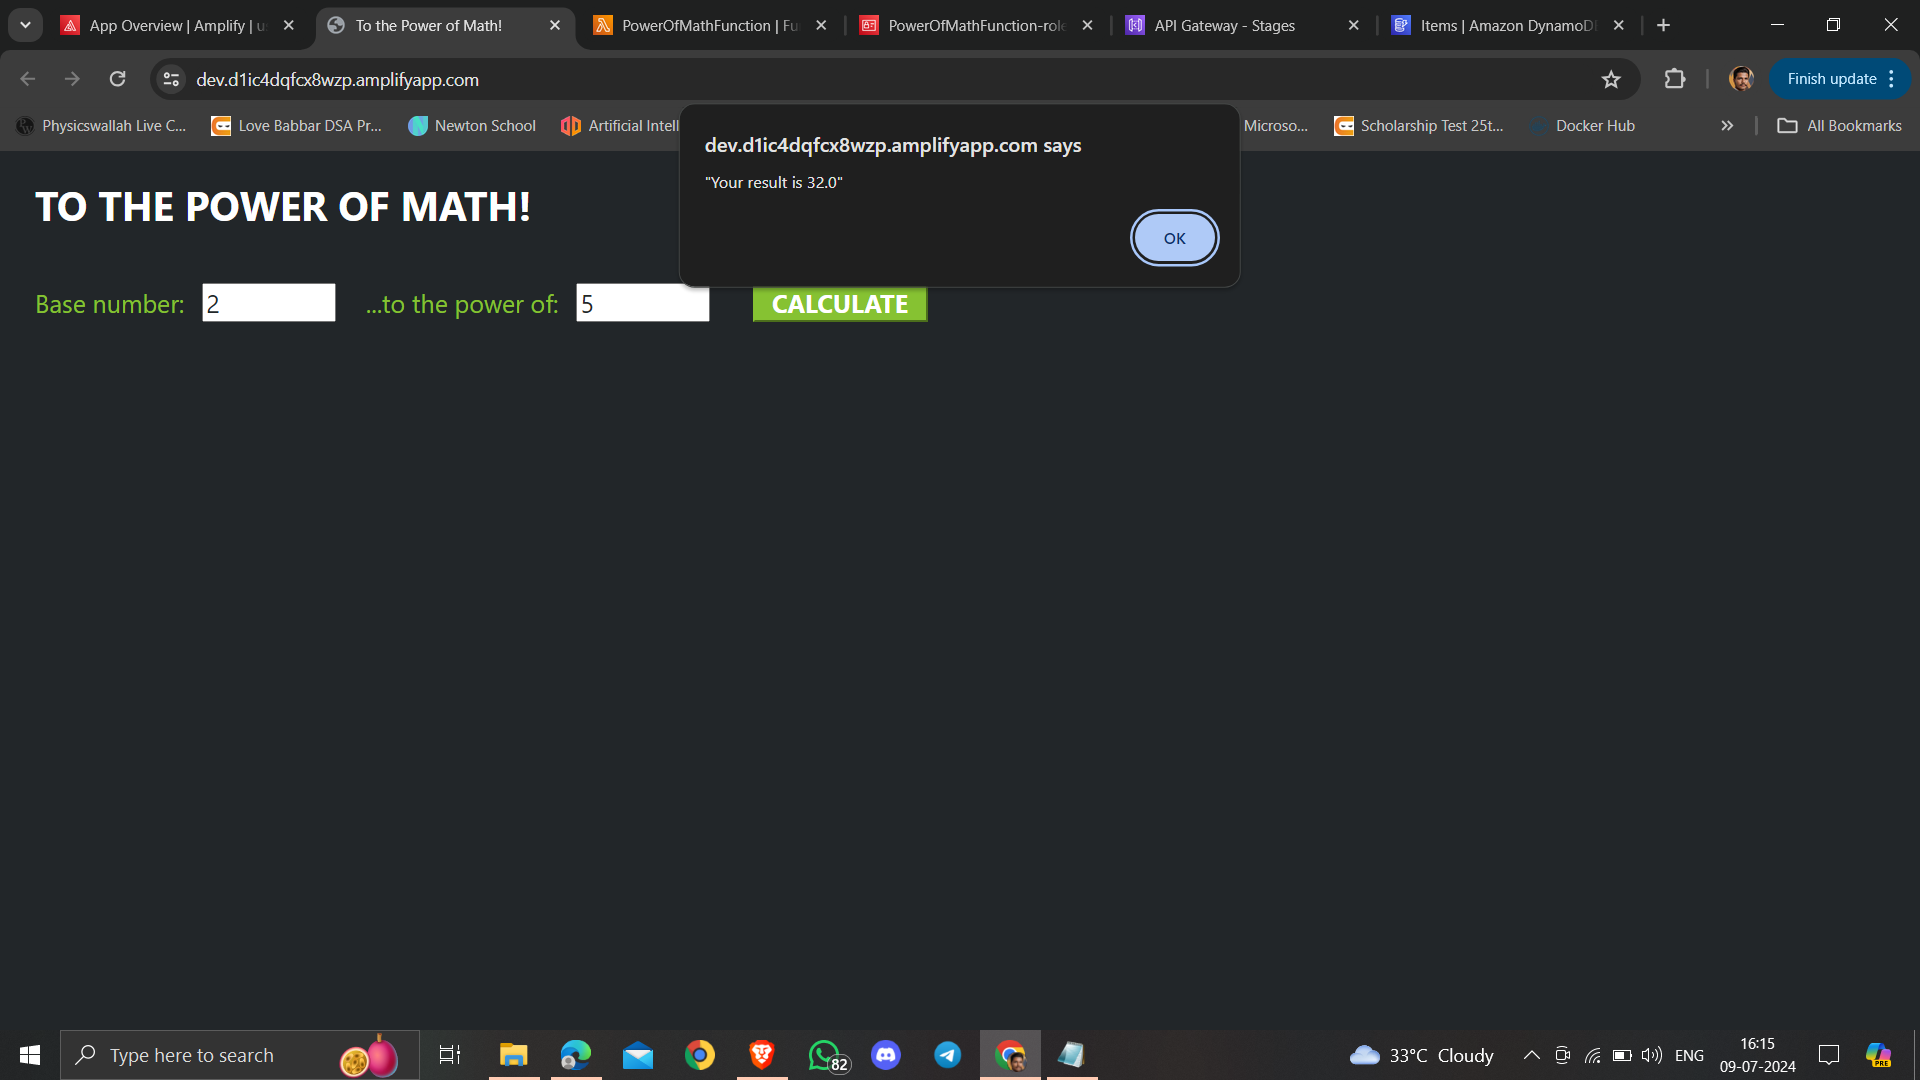 App Overview | Amplify | u
To the Power of Math!
PowerOfMathFunction | Fu
PowerOfMathFunction-role
API Gateway - Stages
Items | Amazon DynamoD
dev.d1ic4dqfcx8wzp.amplifyapp.com
Finish update
Physicswallah Live C...
Love Babbar DSA Pr...
Newton School
Artificial Intell
Microso...
Scholarship Test 25t...
Docker Hub
All Bookmarks
dev.d1ic4dqfcx8wzp.amplifyapp.com says
"Your result is 32.0"
OK
TO THE POWER OF MATH!
Base number: 2 ...to the power of: 5 CALCULATE
Type here to search
82
33°C Cloudy
ENG
16:15
09-07-2024
PRE